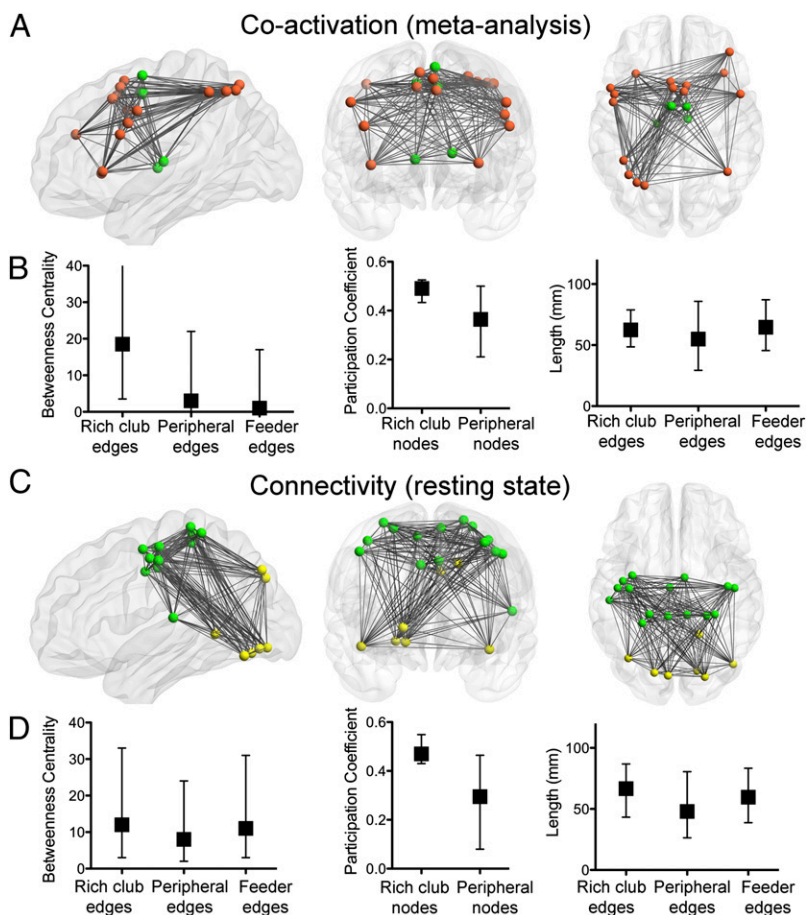 A
Co-activation (meta-analysis)
B
Betweenness Centrality
40
30
20
10
0
Rich club edges
Peripheral edges
Feeder edges
Participation Coefficient
0.6
0.4
0.2
0.0
Rich club nodes
Peripheral nodes
Length (mm)
100
50
0
Rich club edges
Peripheral edges
Feeder edges
C
Connectivity (resting state)
D
Betweenness Centrality
40
30
20
10
0
Rich club edges
Peripheral edges
Feeder edges
Participation Coefficient
0.6
0.4
0.2
0.0
Rich club nodes
Peripheral nodes
Length (mm)
100
50
0
Rich club edges
Peripheral edges
Feeder edges